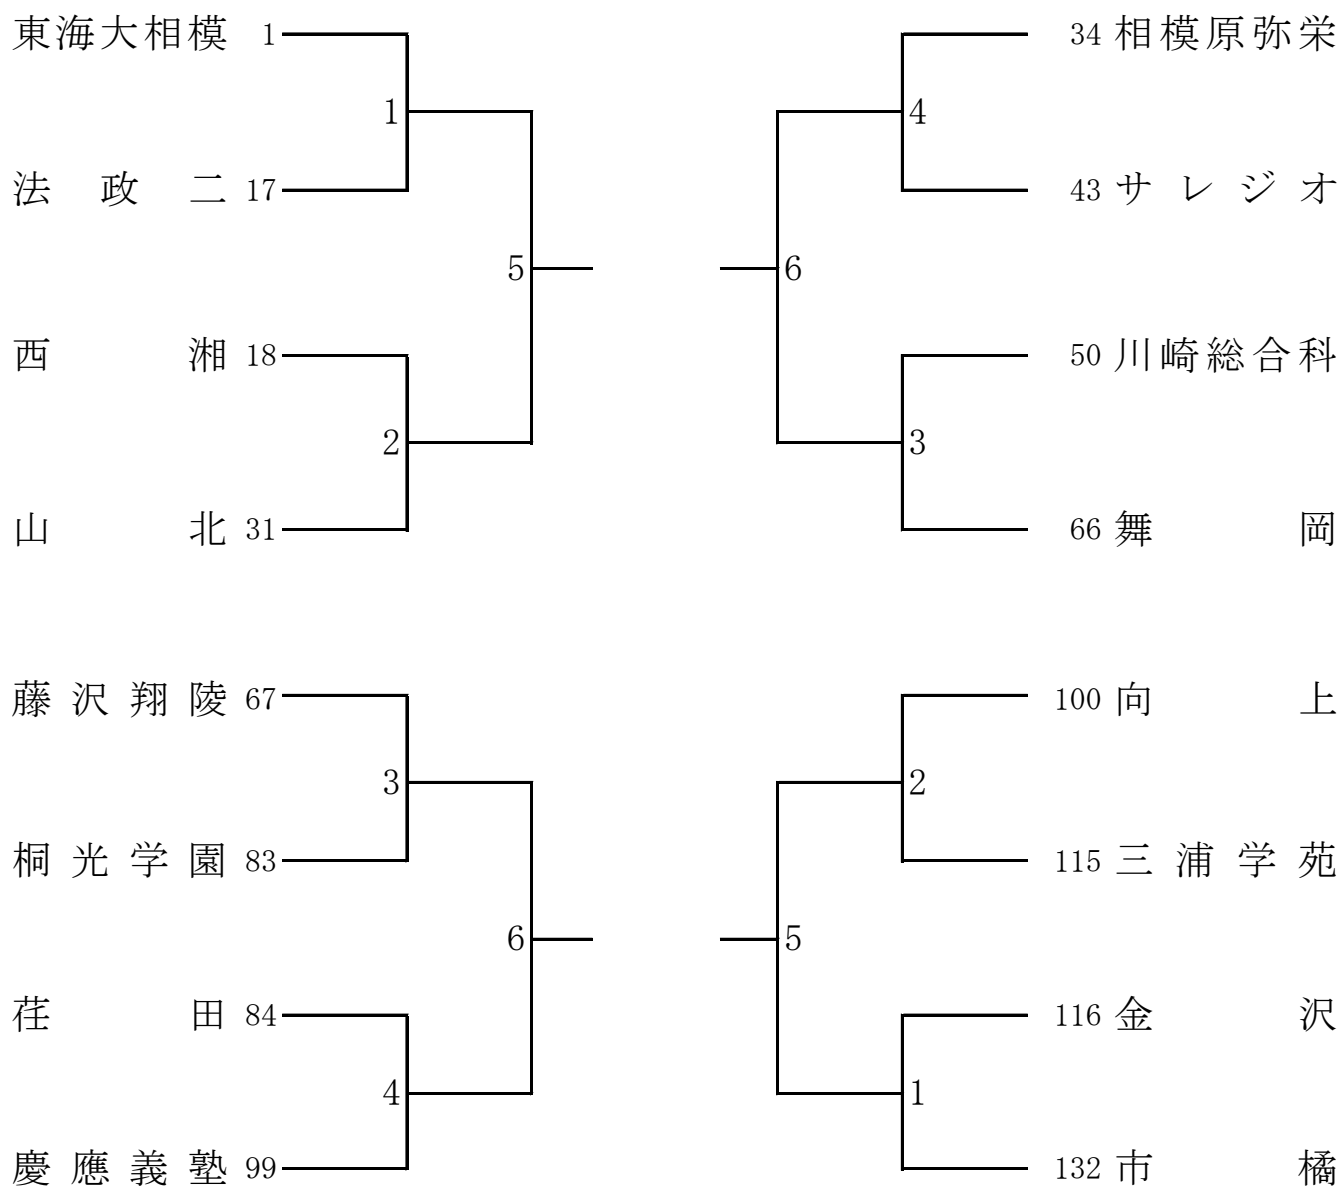 東海大相模 1
34 相模原弥栄
1
4
法政二 17
43 サレジオ
5
6
西湘 18
50 川崎総合科
2
3
山北 31
66 舞岡
藤沢翔陵 67
100 向上
3
2
桐光学園 83
115 三浦学苑
6
5
荏田 84
116 金沢
4
1
慶應義塾 99
132 市橘